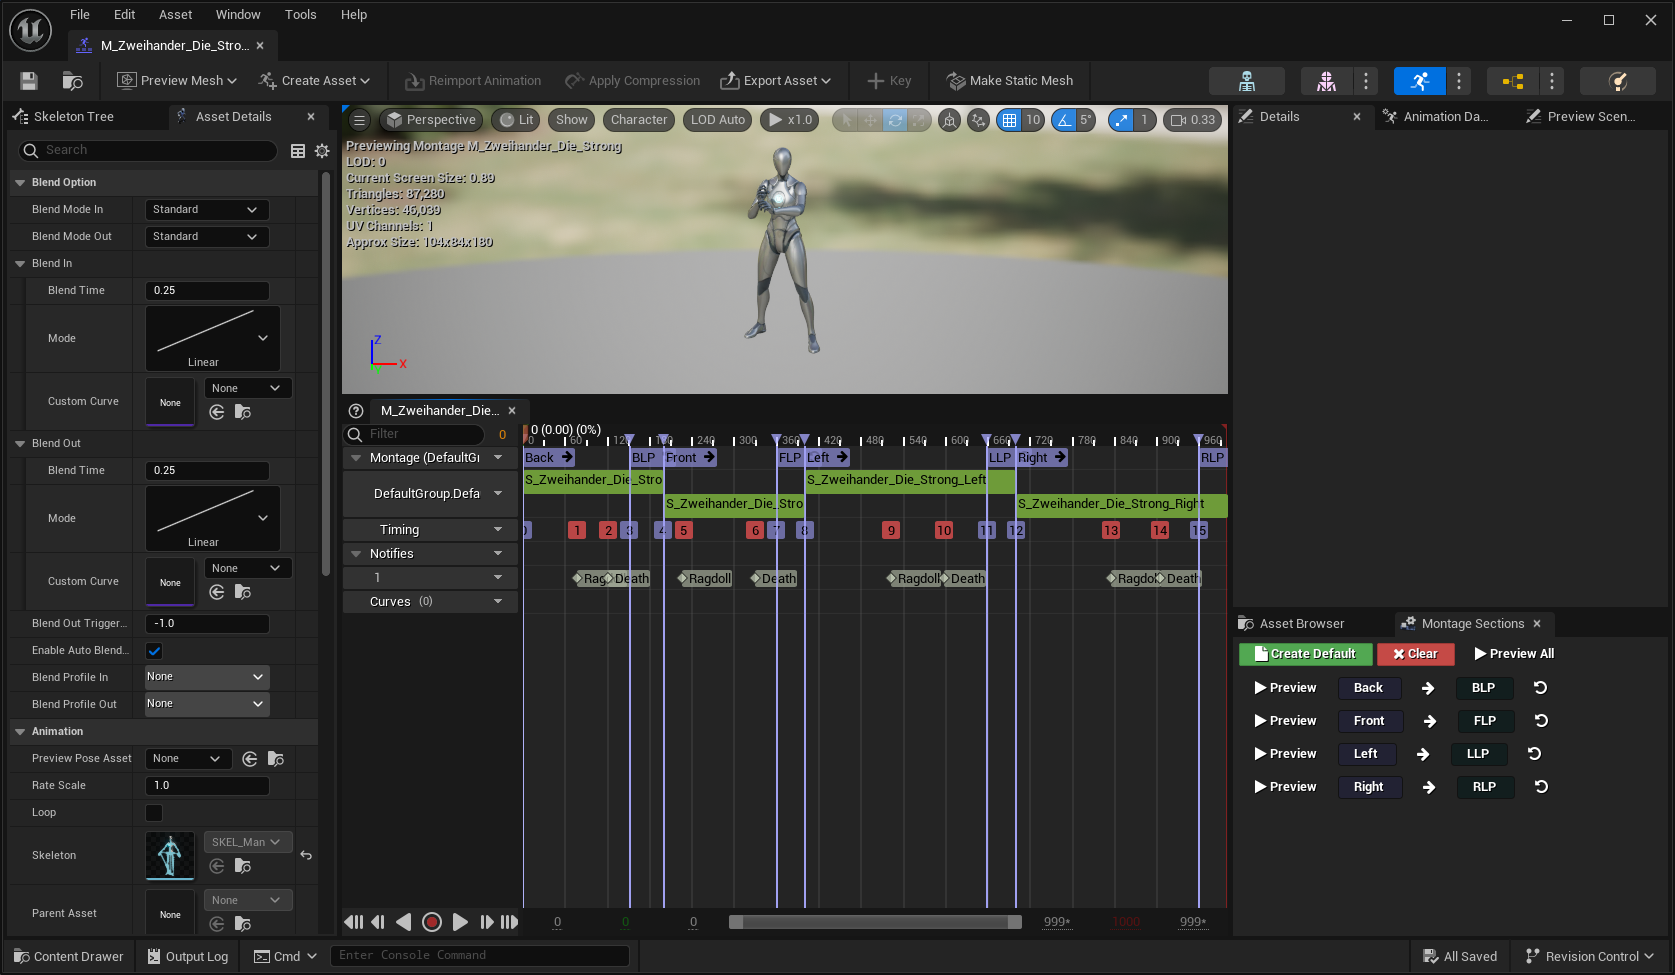 File Edit Asset Window Tools Help
M_Zweihander_Die_Stro...
Preview Mesh Create Asset Reimport Animation Apply Compression Export Asset Key Make Static Mesh
Skeleton Tree Asset Details
Search
Blend Option
Blend Mode In Standard
Blend Mode Out Standard
Blend In
Blend Time 0.25
Mode Linear
Custom Curve None None
Blend Out
Blend Time 0.25
Mode Linear
Custom Curve None None
Blend Out Trigger... -1.0
Enable Auto Blend...
Blend Profile In None
Blend Profile Out None
Animation
Preview Pose Asset None
Rate Scale 1.0
Loop
Skeleton SKEL_Man
Parent Asset None None
Perspective Lit Show Character LOD Auto x1.0 10 5° 1 0.33
Previewing Montage M_Zweihander_Die_Strong
LOD: 0
Current Screen Size: 0.89
Triangles: 87,280
Vertices: 46,039
UV Channels: 1
Approx Size: 104x84x180
Z
X
M_Zweihander_Die...
Filter 0
0 (0.00) (0%)
0 60 120 240 300 360 420 480 540 600 660 720 780 840 900 960
Montage (DefaultGr Back BLP Front FLP Left LLP Right RLP
DefaultGroup.Defa
S_Zweihander_Die_Stro S_Zweihander_Die_Strong_Left
S_Zweihander_Die_Stro S_Zweihander_Die_Strong_Right
Timing 0 1 2 3 4 5 6 7 8 9 10 11 12 13 14 15
Notifies
1 Rag Death Ragdoll Death Ragdoll Death Ragdol Death
Curves (0)
0 0 0 999* 1000 999*
Details Animation Da... Preview Scen...
Asset Browser Montage Sections
Create Default Clear Preview All
Preview Back BLP
Preview Front FLP
Preview Left LLP
Preview Right RLP
Content Drawer Output Log Cmd Enter Console Command All Saved Revision Control